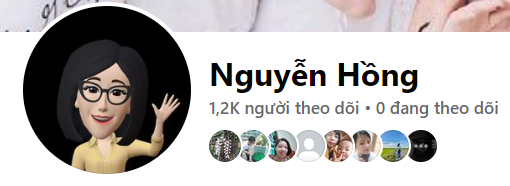 Nguyễn Hồng
1,2K người theo dõi • 0 đang theo dõi